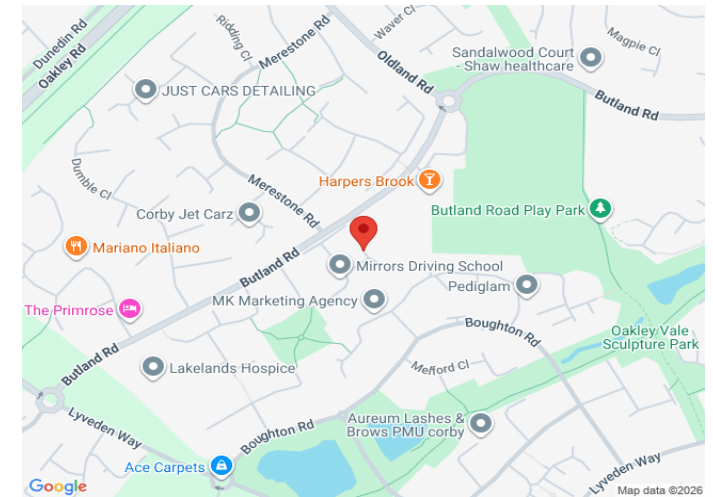 Dunedin Rd
Oakley Rd
Ridding Cl
Merestone Rd
Waver Cl
Oldland Rd
Sandalwood Court
- Shaw healthcare
Magpie Cl
Butland Rd
JUST CARS DETAILING
Dumble Cl
Merestone Rd
Harpers Brook
Butland Road Play Park
Corby Jet Carz
Mariano Italiano
Butland Rd
Mirrors Driving School
Pediglam
MK Marketing Agency
The Primrose
Boughton Rd
Oakley Vale
Sculpture Park
Butland Rd
Lakelands Hospice
Mefford Cl
Lyveden Way
Boughton Rd
Aureum Lashes &
Brows PMU corby
Ace Carpets
Lyveden Way
Google
Map data ©2026